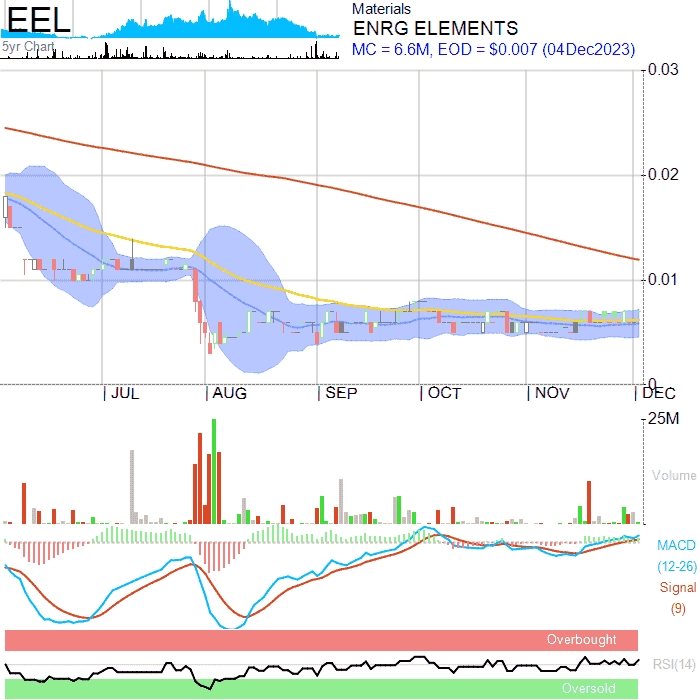 EEL
5yr Chart
Materials
ENRG ELEMENTS
MC = 6.6M, EOD = $0.007 (04Dec2023)
0.03
0.02
0.01
0
JUL
AUG
SEP
OCT
NOV
DEC
25M
Volume
MACD
(12-26)
Signal
(9)
Overbought
RSI(14)
Oversold